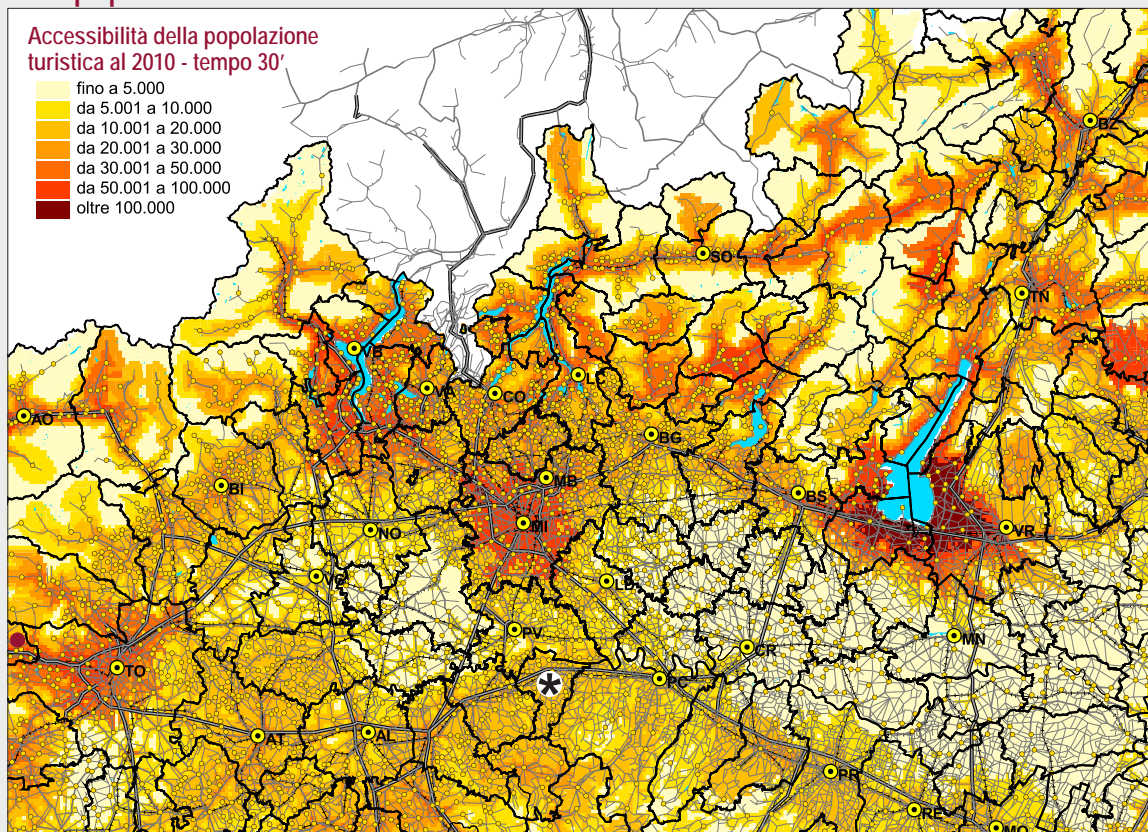 Accessibilità della popolazione
turistica al 2010 - tempo 30'
fino a 5.000
da 5.001 a 10.000
da 10.001 a 20.000
da 20.001 a 30.000
da 30.001 a 50.000
da 50.001 a 100.000
oltre 100.000
BZ
SO
TN
VB
VA
CO
LC
AO
BG
BI
MB
BS
MI
NO
VR
VC
LO
PV
MN
CR
TO
PC
AT
AL
PR
RE